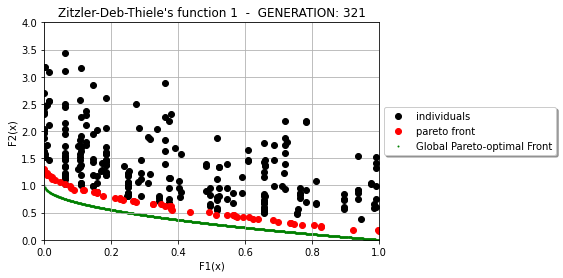 Zitzler-Deb-Thiele's function 1 - GENERATION: 321
4.0
3.5
3.0
2.5
2.0
1.5
1.0
0.5
0.0
F2(x)
0.0 0.2 0.4 0.6 0.8 1.0
F1(x)
individuals
pareto front
Global Pareto-optimal Front